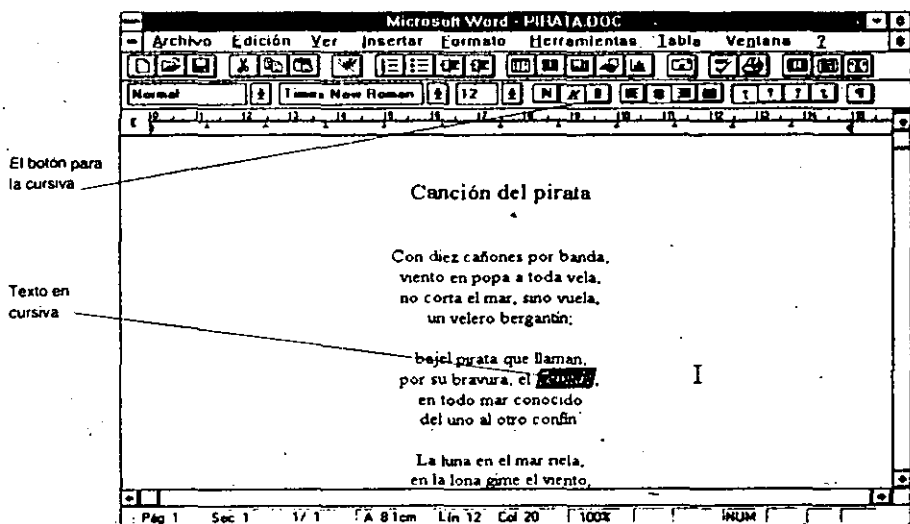 Microsoft Word - PIRATA.DOC
Archivo Edición Ver Insertar Formato Herramientas Tabla Ventana ?
Normal Times New Roman 12 N K S
El botón para
la cursiva
Canción del pirata
Con diez cañones por banda,
viento en popa a toda vela,
no corta el mar, sino vuela,
un velero bergantín;
Texto en
cursiva
bajel pirata que llaman,
por su bravura, el
en todo mar conocido
del uno al otro confín
La luna en el mar riela,
en la lona gime el viento,
Pág 1 Sec 1 1/ 1 A 81cm Lín 12 Col 20 100% NUM